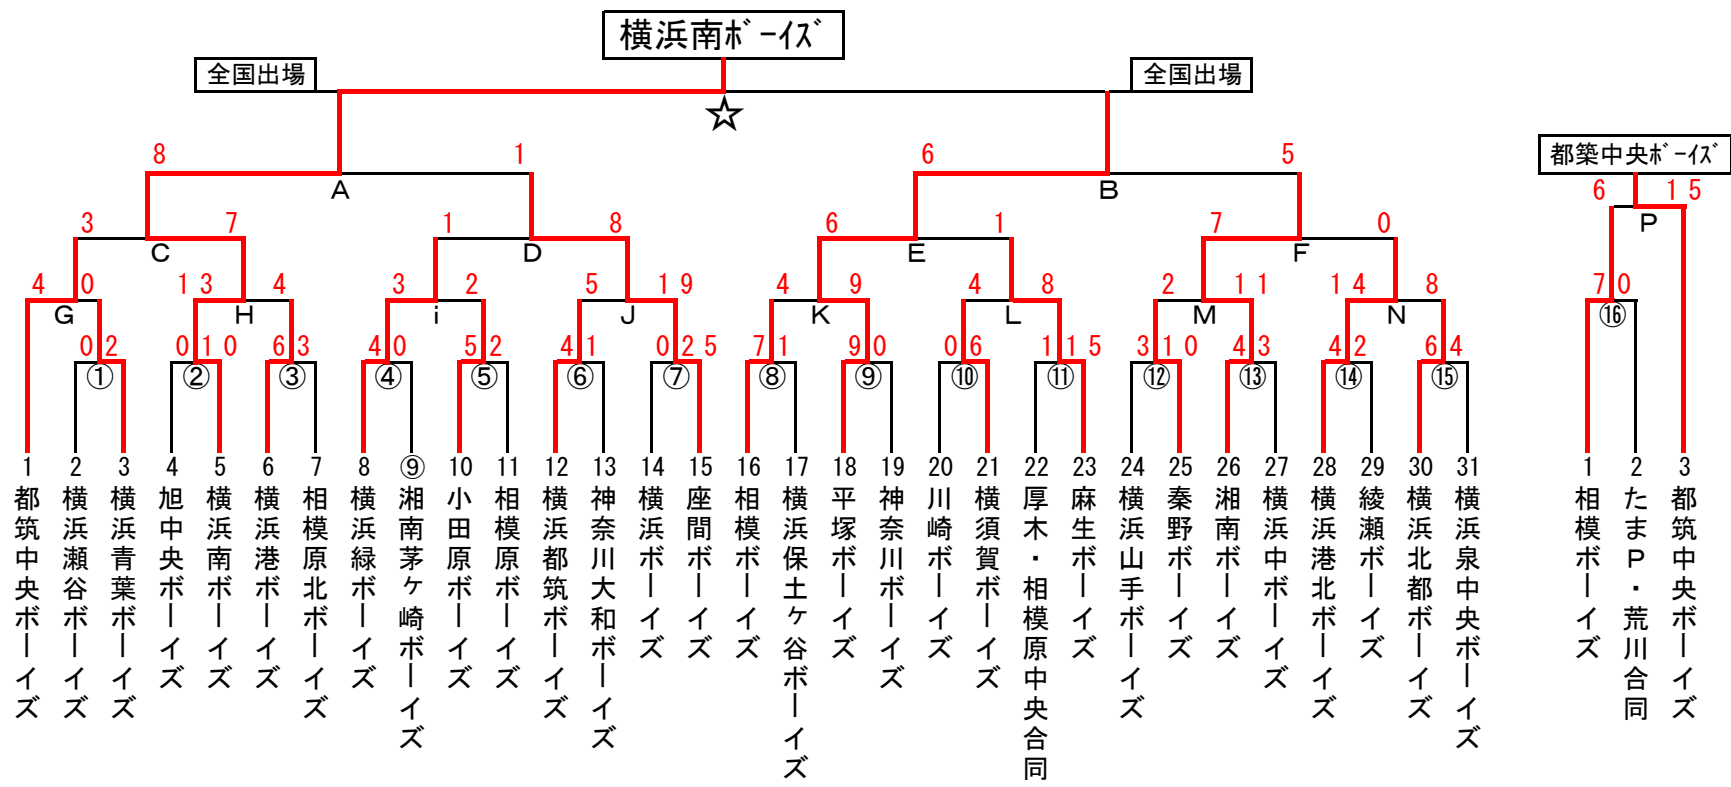 横浜南ﾎﾞｰｲｽﾞ
全国出場
全国出場
☆
都築中央ﾎﾞｰｲｽﾞ
8 1 6 5
A B
6 15
P
3 7 1 8 6 1 7 0
C D E F
4 0 13 4 3 2 5 19 4 9 4 8 2 11 14 8
G H i J K L M N
7 0
⑯
0 2 0 10 6 3 4 0 5 2 4 1 0 25 7 1 9 0 0 6 1 15 3 10 4 3 4 2 6 4
① ② ③ ④ ⑤ ⑥ ⑦ ⑧ ⑨ ⑩ ⑪ ⑫ ⑬ ⑭ ⑮
1 都筑中央ボーイズ
2 横浜瀬谷ボーイズ
3 横浜青葉ボーイズ
4 旭中央ボーイズ
5 横浜南ボーイズ
6 横浜港ボーイズ
7 相模原北ボーイズ
8 横浜緑ボーイズ
⑨ 湘南茅ケ崎ボーイズ
10 小田原ボーイズ
11 相模原ボーイズ
12 横浜都筑ボーイズ
13 神奈川大和ボーイズ
14 横浜ボーイズ
15 座間ボーイズ
16 相模ボーイズ
17 横浜保土ケ谷ボーイズ
18 平塚ボーイズ
19 神奈川ボーイズ
20 川崎ボーイズ
21 横須賀ボーイズ
22 厚木・相模原中央合同
23 麻生ボーイズ
24 横浜山手ボーイズ
25 秦野ボーイズ
26 湘南ボーイズ
27 横浜中ボーイズ
28 横浜港北ボーイズ
29 綾瀬ボーイズ
30 横浜北都ボーイズ
31 横浜泉中央ボーイズ
1 相模ボーイズ
2 たまP・荒川合同
3 都筑中央ボーイズ